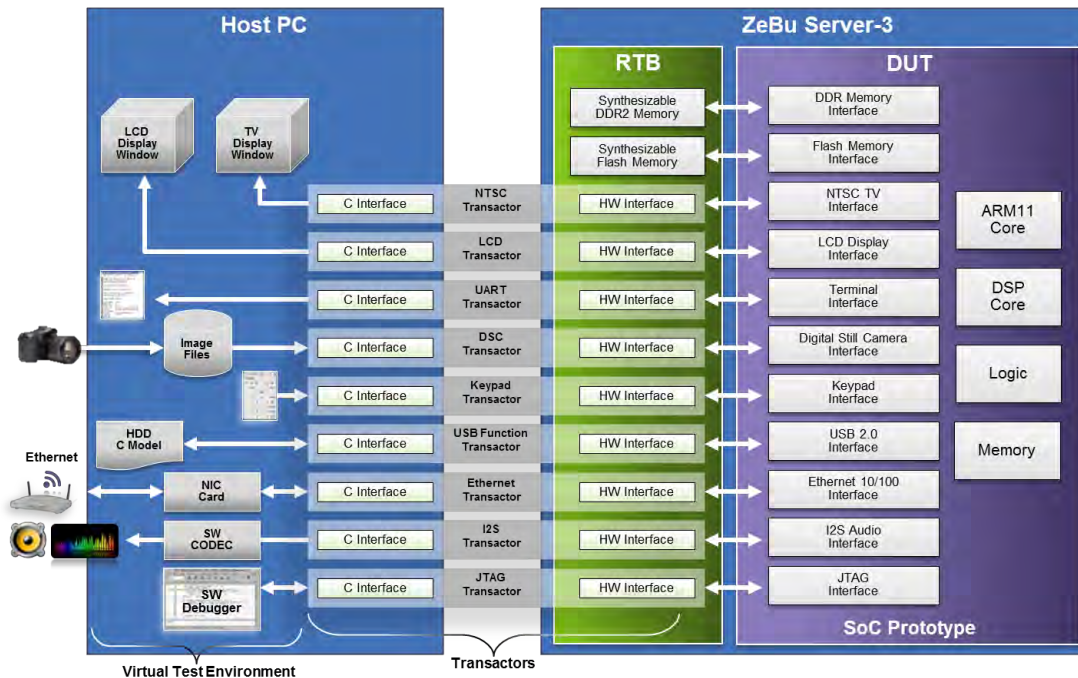 Host PC
ZeBu Server-3
RTB
DUT
LCD
Display
Window
TV
Display
Window
Synthesizable
DDR2 Memory
DDR Memory
Interface
Synthesizable
Flash Memory
Flash Memory
Interface
C Interface
NTSC
Transactor
HW Interface
NTSC TV
Interface
C Interface
LCD
Transactor
HW Interface
LCD Display
Interface
C Interface
UART
Transactor
HW Interface
Terminal
Interface
Image
Files
C Interface
DSC
Transactor
HW Interface
Digital Still Camera
Interface
C Interface
Keypad
Transactor
HW Interface
Keypad
Interface
HDD
C Model
C Interface
USB Function
Transactor
HW Interface
USB 2.0
Interface
Ethernet
NIC
Card
C Interface
Ethernet
Transactor
HW Interface
Ethernet 10/100
Interface
SW
CODEC
C Interface
I2S
Transactor
HW Interface
I2S Audio
Interface
SW
Debugger
C Interface
JTAG
Transactor
HW Interface
JTAG
Interface
ARM11
Core
DSP
Core
Logic
Memory
SoC Prototype
Virtual Test Environment
Transactors